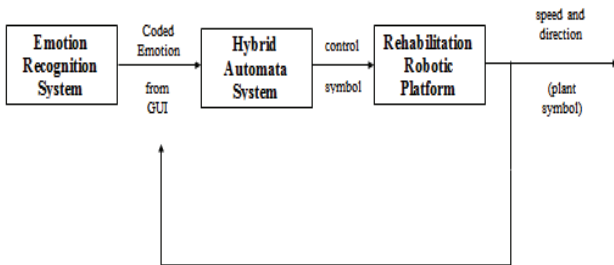 Emotion
Recognition
System
Coded
Emotion
from
GUI
Hybrid
Automata
System
control
symbol
Rehabilitation
Robotic
Platform
speed and
direction
(plant
symbol)